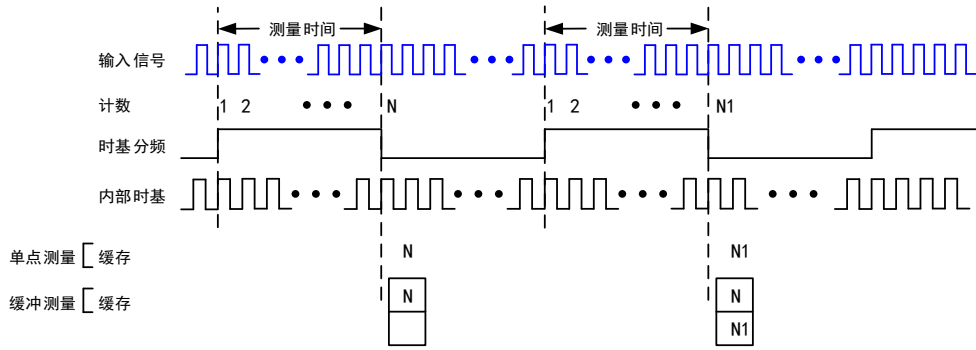 测量时间 测量时间
输入信号
计数 1 2 N 1 2 N1
时基分频
内部时基
单点测量 缓存 N N1
缓冲测量 缓存 N N
N1